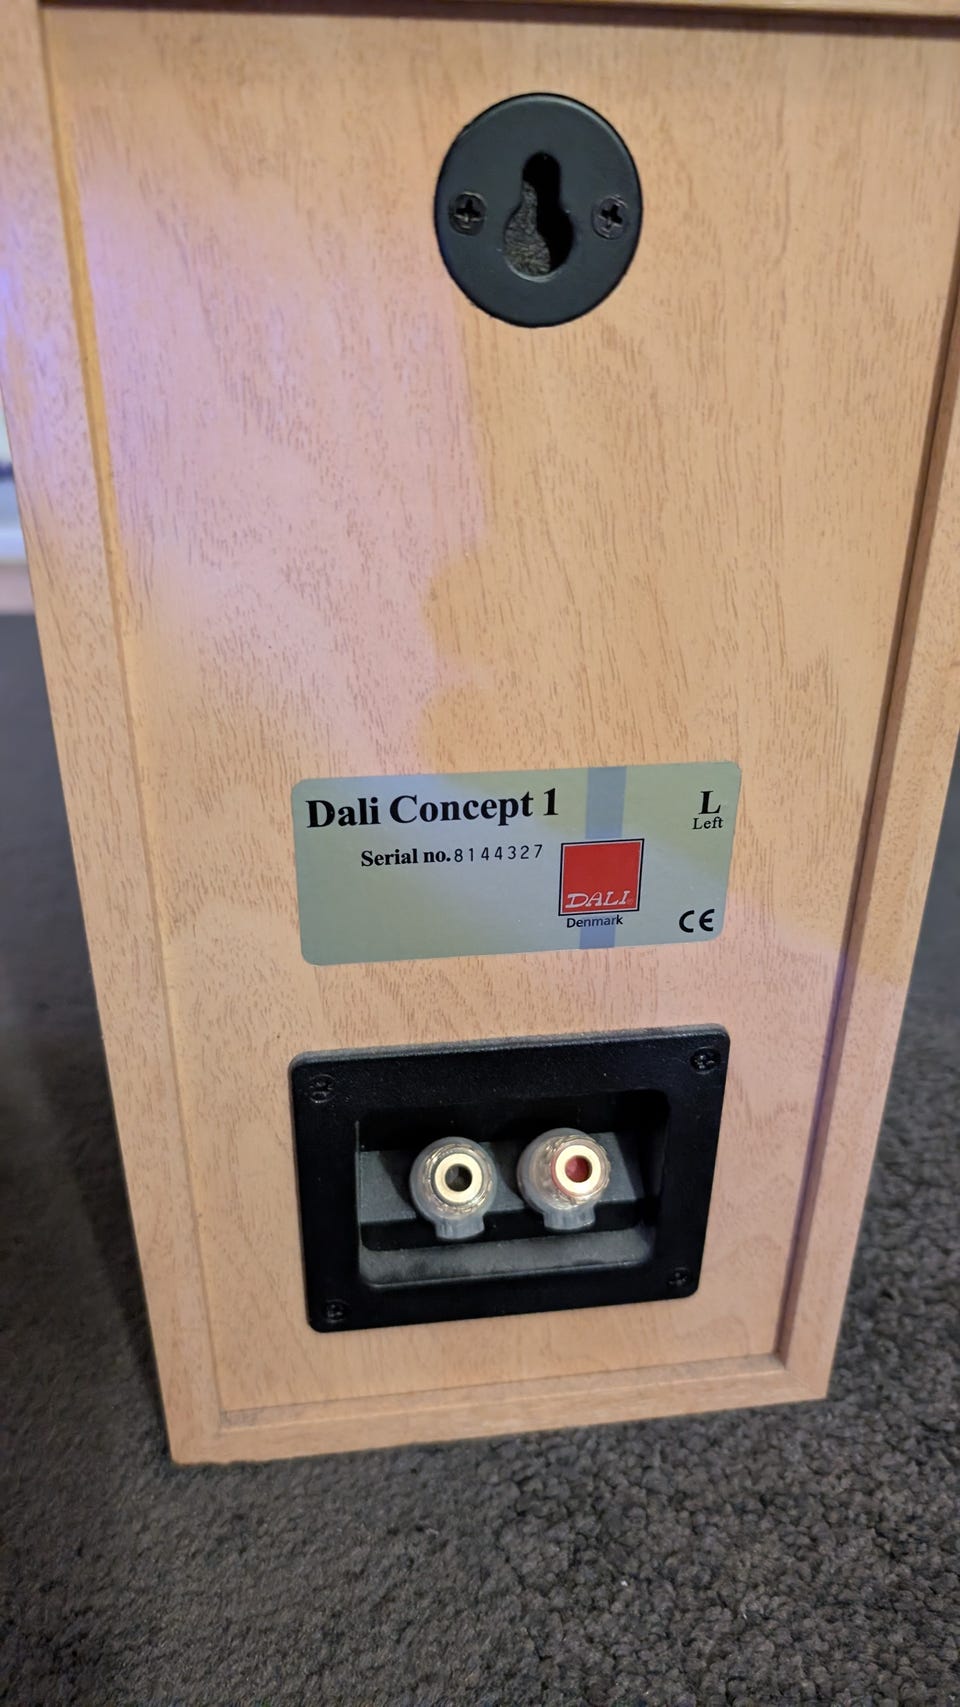 Dali Concept 1
L
Left
Serial no. 8144327
DALI
Denmark
CE